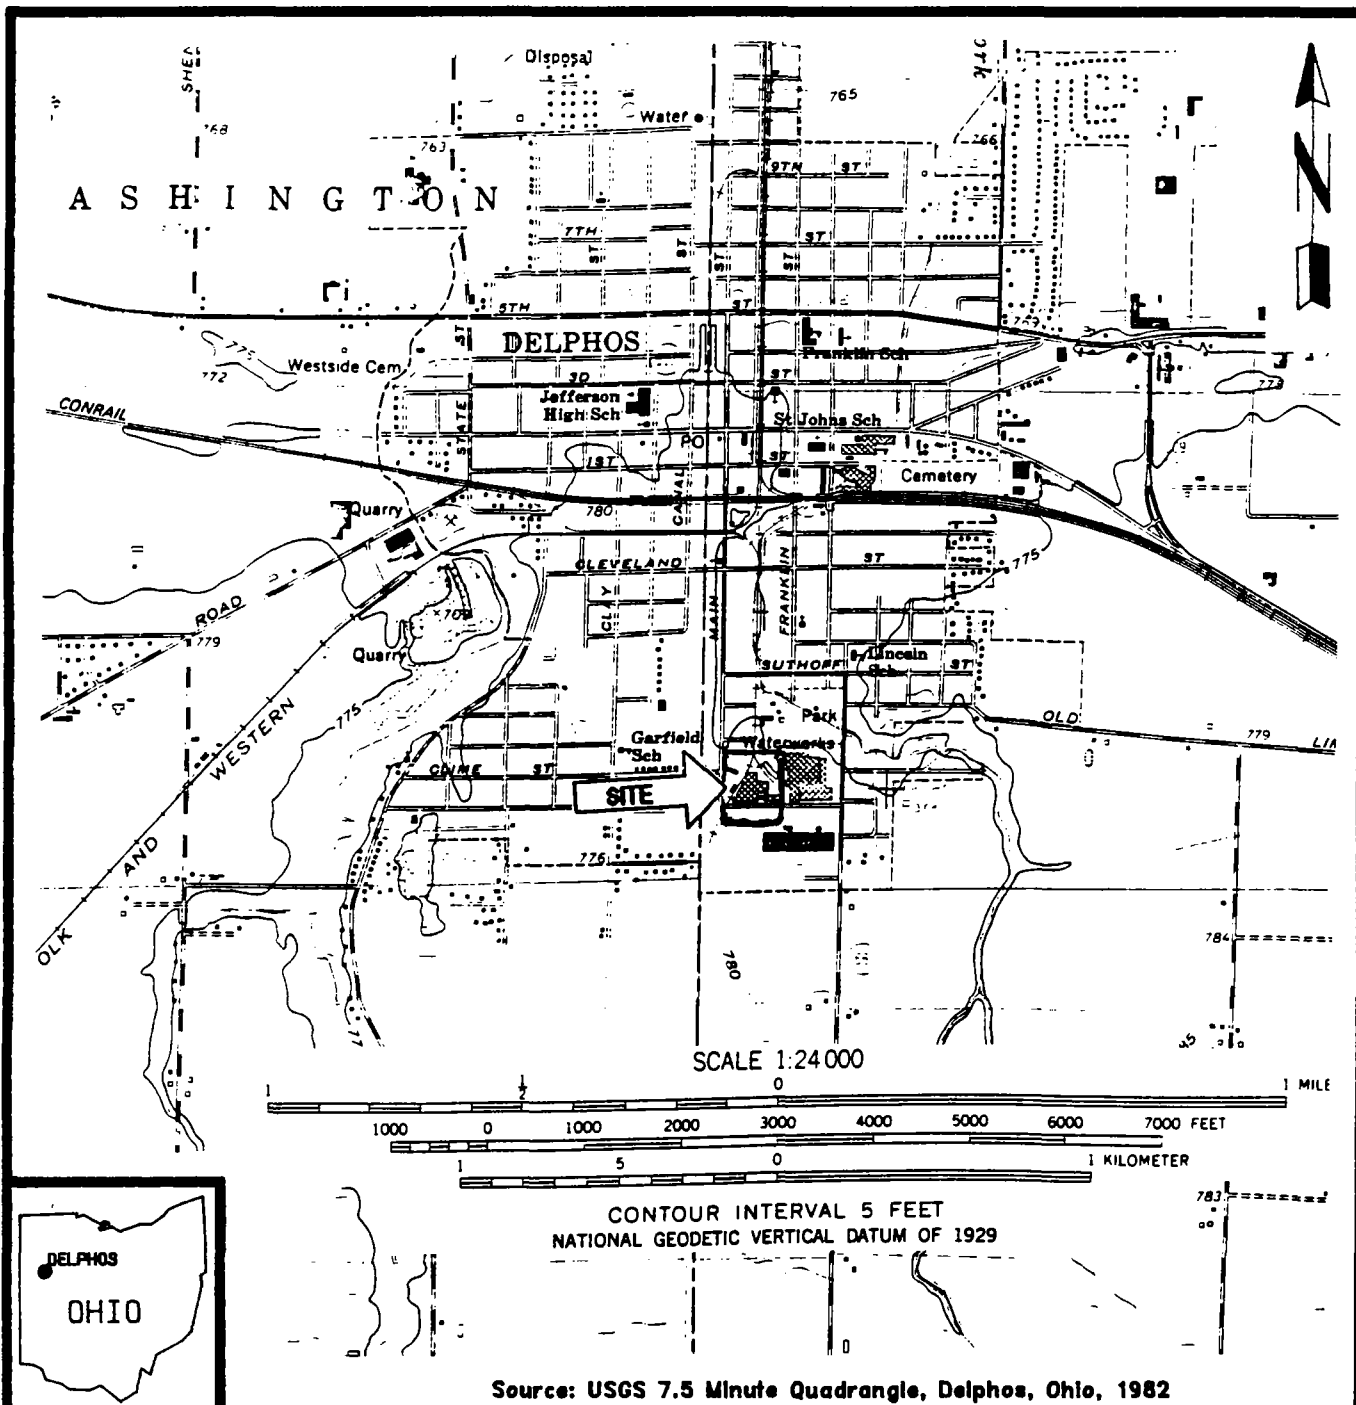 Disposal
765
Water
768
763
766
ASHINGTON
9TH ST
7TH ST
ST
ST
ST
ST
ST
5TH ST
DELPHOS
Franklin Sch
775
772
Westside Cem
3D ST
Jefferson
High Sch
775
CONRAIL
STATE ST
St Johns Sch
PO
1ST ST
Cemetery
CANAL
Quarry
780
CLEVELAND ST
775
ROAD
CLAY
MAIN
FRANKLIN
779
Quarry
SUTHOFF ST
Lincoln
Sch
775
Park
OLD
779
WESTERN
Garfield
Sch
Waterworks
CLIME ST
SITE
AND
776
OLK
784
780
SCALE 1:24 000
1 1/2 0 1 MILE
1000 0 1000 2000 3000 4000 5000 6000 7000 FEET
1 5 0 1 KILOMETER
783
CONTOUR INTERVAL 5 FEET
NATIONAL GEODETIC VERTICAL DATUM OF 1929
DELPHOS
OHIO
Source: USGS 7.5 Minute Quadrangle, Delphos, Ohio, 1982